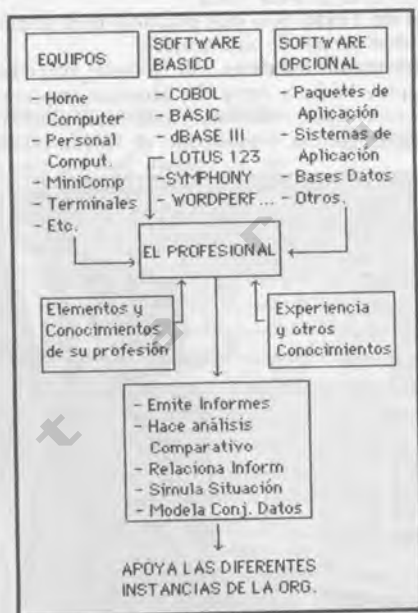 EQUIPOS
- Home
Computer
- Personal
Comput.
- MiniComp
- Terminales
- Etc.
SOFTWARE
BASICO
- COBOL
- BASIC
- dBASE III
- LOTUS 123
-SYMPHONY
- WORDPERF...
SOFTWARE
OPCIONAL
- Paquetes de
Aplicación
- Sistemas de
Aplicación
- Bases Datos
- Otros.
EL PROFESIONAL
Elementos y
Conocimientos
de su profesión
Experiencia
y otros
Conocimientos
- Emite Informes
- Hace análisis
Comparativo
- Relaciona Inform
- Simula Situación
- Modela Conj. Datos
APOYA LAS DIFERENTES
INSTANCIAS DE LA ORG.